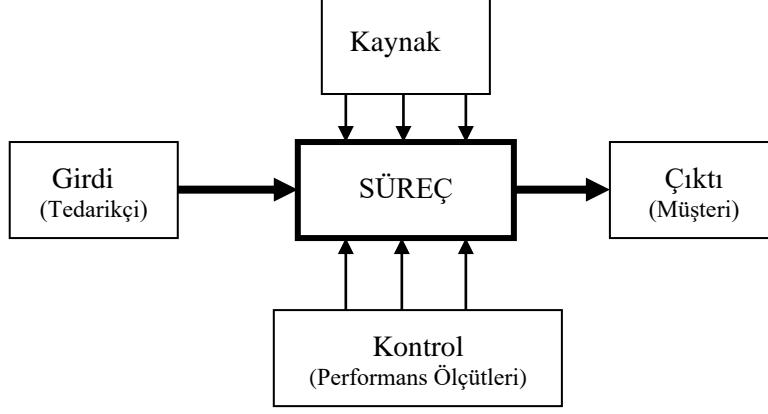 Kaynak
Girdi
(Tedarikçi)
SÜREÇ
Çıktı
(Müşteri)
Kontrol
(Performans Ölçütleri)